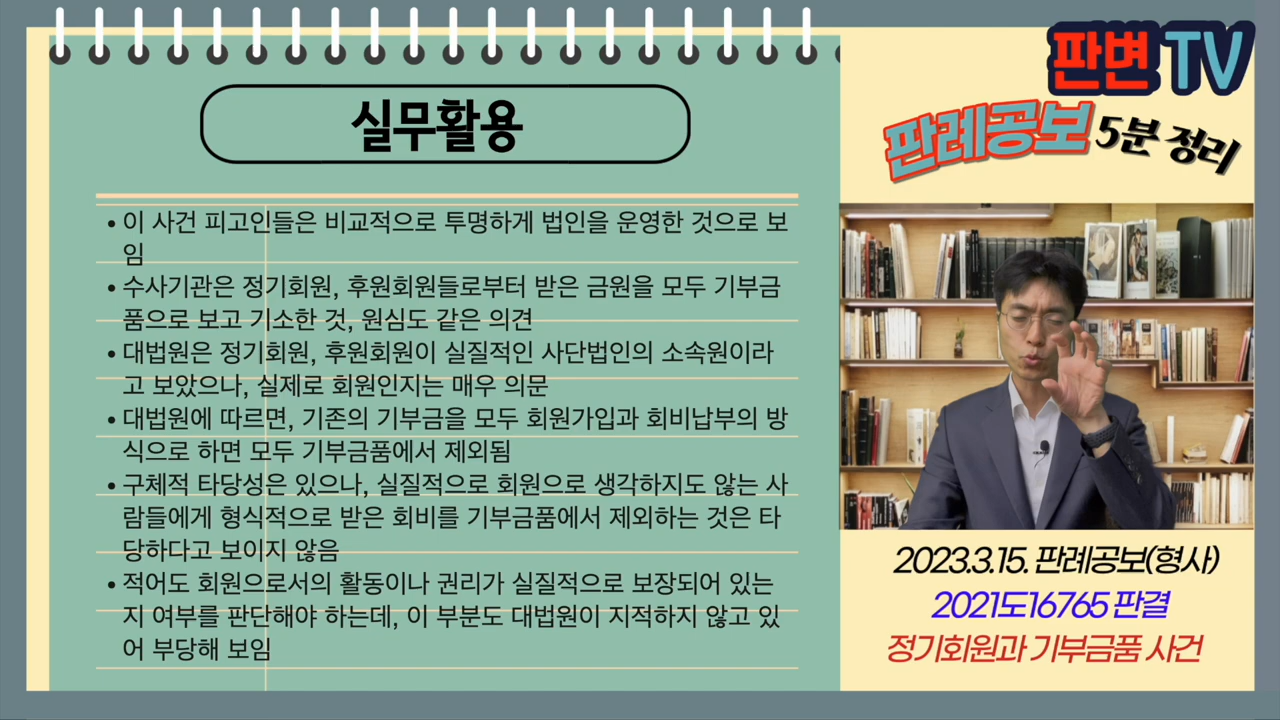 실무활용
• 이 사건 피고인들은 비교적으로 투명하게 법인을 운영한 것으로 보
임
• 수사기관은 정기회원, 후원회원들로부터 받은 금원을 모두 기부금
품으로 보고 기소한 것, 원심도 같은 의견
• 대법원은 정기회원, 후원회원이 실질적인 사단법인의 소속원이라
고 보았으나, 실제로 회원인지는 매우 의문
• 대법원에 따르면, 기존의 기부금을 모두 회원가입과 회비납부의 방
식으로 하면 모두 기부금품에서 제외됨
• 구체적 타당성은 있으나, 실질적으로 회원으로 생각하지도 않는 사
람들에게 형식적으로 받은 회비를 기부금품에서 제외하는 것은 타
당하다고 보이지 않음
• 적어도 회원으로서의 활동이나 권리가 실질적으로 보장되어 있는
지 여부를 판단해야 하는데, 이 부분도 대법원이 지적하지 않고 있
어 부당해 보임
판변 TV
판례공보 5분 정리
2023.3.15. 판례공보(형사)
2021도16765 판결
정기회원과 기부금품 사건